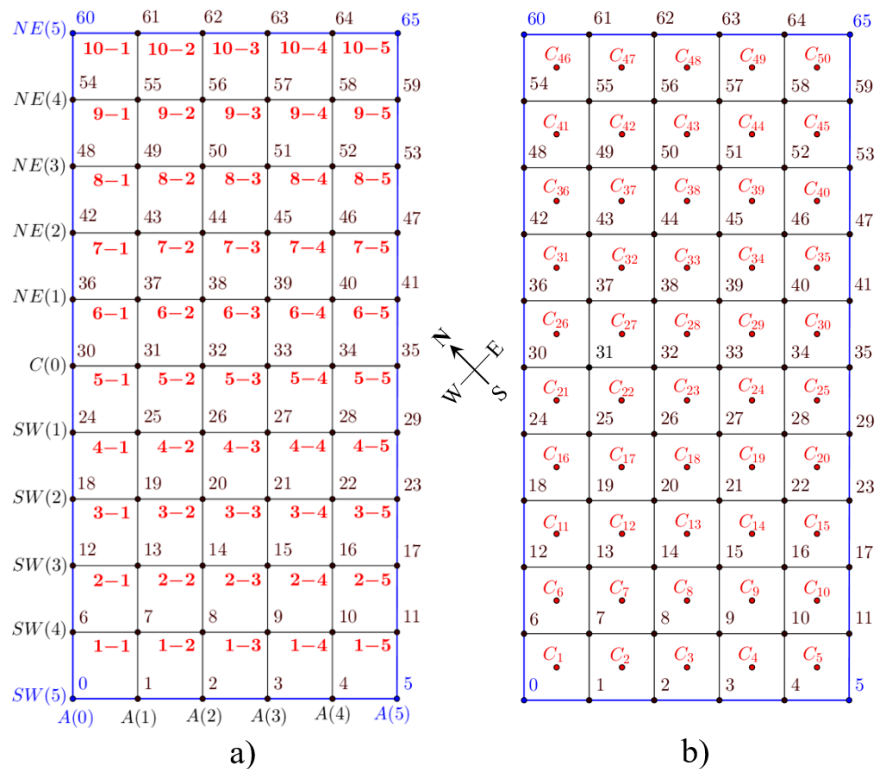 60 61 62 63 64 65
NE(5)
10−1 10−2 10−3 10−4 10−5
54 55 56 57 58 59
NE(4)
9−1 9−2 9−3 9−4 9−5
48 49 50 51 52 53
NE(3)
8−1 8−2 8−3 8−4 8−5
42 43 44 45 46 47
NE(2)
7−1 7−2 7−3 7−4 7−5
36 37 38 39 40 41
NE(1)
6−1 6−2 6−3 6−4 6−5
30 31 32 33 34 35
C(0)
5−1 5−2 5−3 5−4 5−5
24 25 26 27 28 29
SW(1)
4−1 4−2 4−3 4−4 4−5
18 19 20 21 22 23
SW(2)
3−1 3−2 3−3 3−4 3−5
12 13 14 15 16 17
SW(3)
2−1 2−2 2−3 2−4 2−5
6 7 8 9 10 11
SW(4)
1−1 1−2 1−3 1−4 1−5
0 1 2 3 4 5
SW(5)
A(0) A(1) A(2) A(3) A(4) A(5)
a)
N E
W S
60 61 62 63 64 65
C46 C47 C48 C49 C50
54 55 56 57 58 59
C41 C42 C43 C44 C45
48 49 50 51 52 53
C36 C37 C38 C39 C40
42 43 44 45 46 47
C31 C32 C33 C34 C35
36 37 38 39 40 41
C26 C27 C28 C29 C30
30 31 32 33 34 35
C21 C22 C23 C24 C25
24 25 26 27 28 29
C16 C17 C18 C19 C20
18 19 20 21 22 23
C11 C12 C13 C14 C15
12 13 14 15 16 17
C6 C7 C8 C9 C10
6 7 8 9 10 11
C1 C2 C3 C4 C5
0 1 2 3 4 5
b)